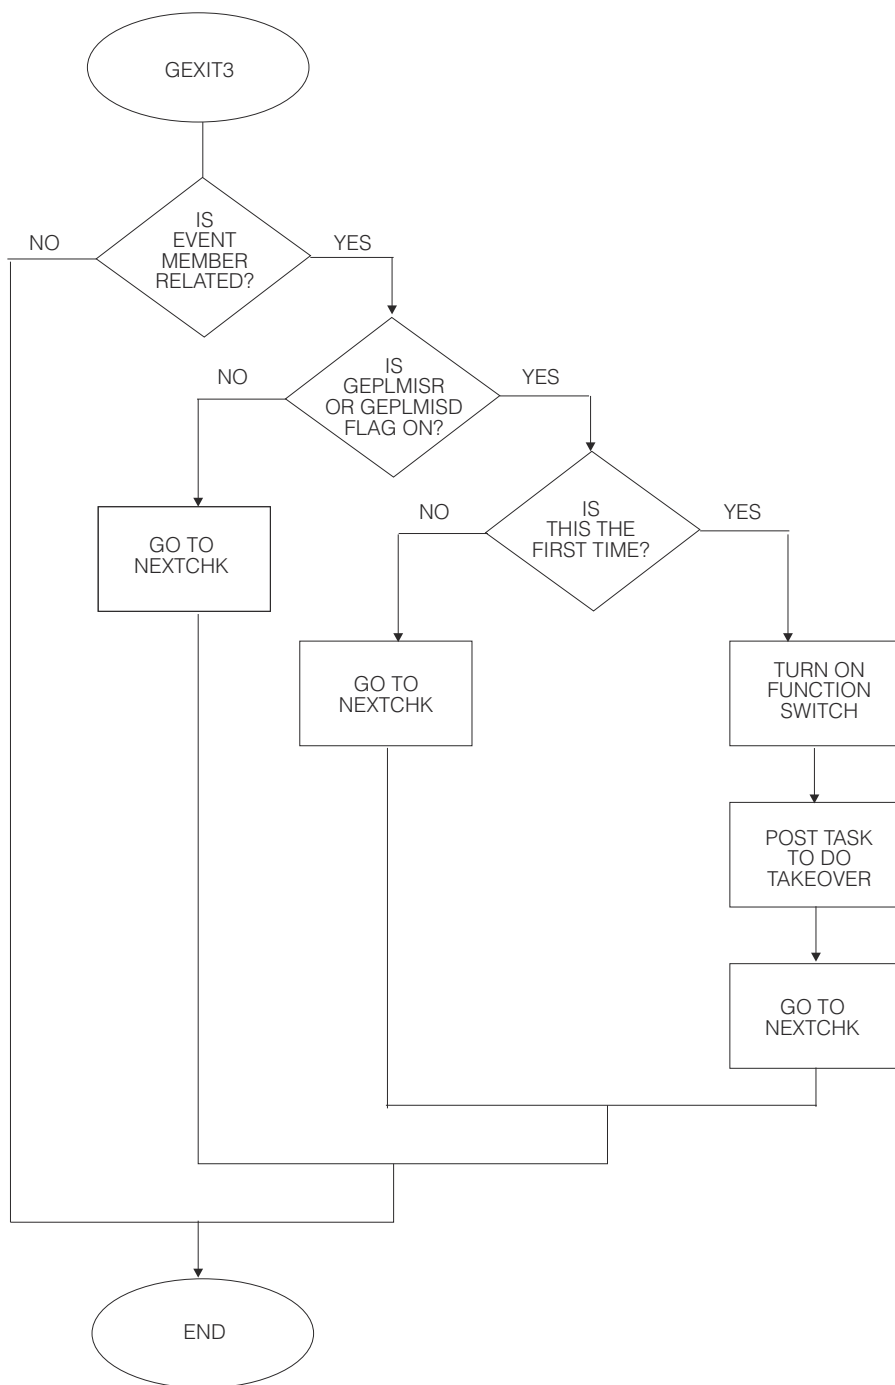 GEXIT3
IS
EVENT
MEMBER
RELATED?
NO
YES
IS
GEPLMISR
OR GEPLMISD
FLAG ON?
NO
YES
IS
THIS THE
FIRST TIME?
NO
YES
GO TO
NEXTCHK
GO TO
NEXTCHK
TURN ON
FUNCTION
SWITCH
POST TASK
TO DO
TAKEOVER
GO TO
NEXTCHK
END